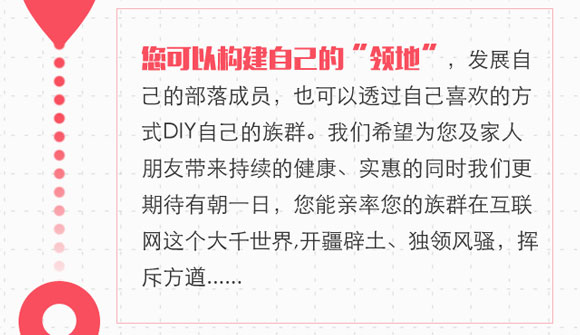 您可以构建自己的“领地”，发展自
己的部落成员，也可以透过自己喜欢的方
式DIY自己的族群。我们希望为您及家人
朋友带来持续的健康、实惠的同时我们更
期待有朝一日，您能亲率您的族群在互联
网这个大千世界,开疆辟土、独领风骚，挥
斥方遒......